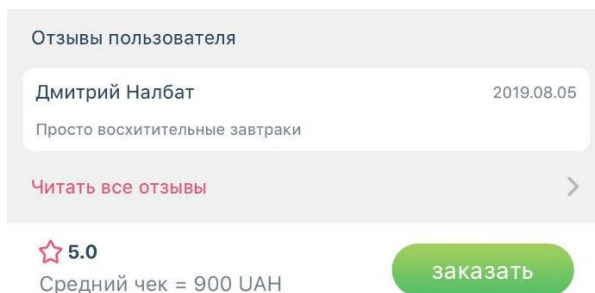 Отзывы пользователя
Дмитрий Налбат 2019.08.05
Просто восхитительные завтраки
Читать все отзывы
5.0
Средний чек = 900 UAH
заказать